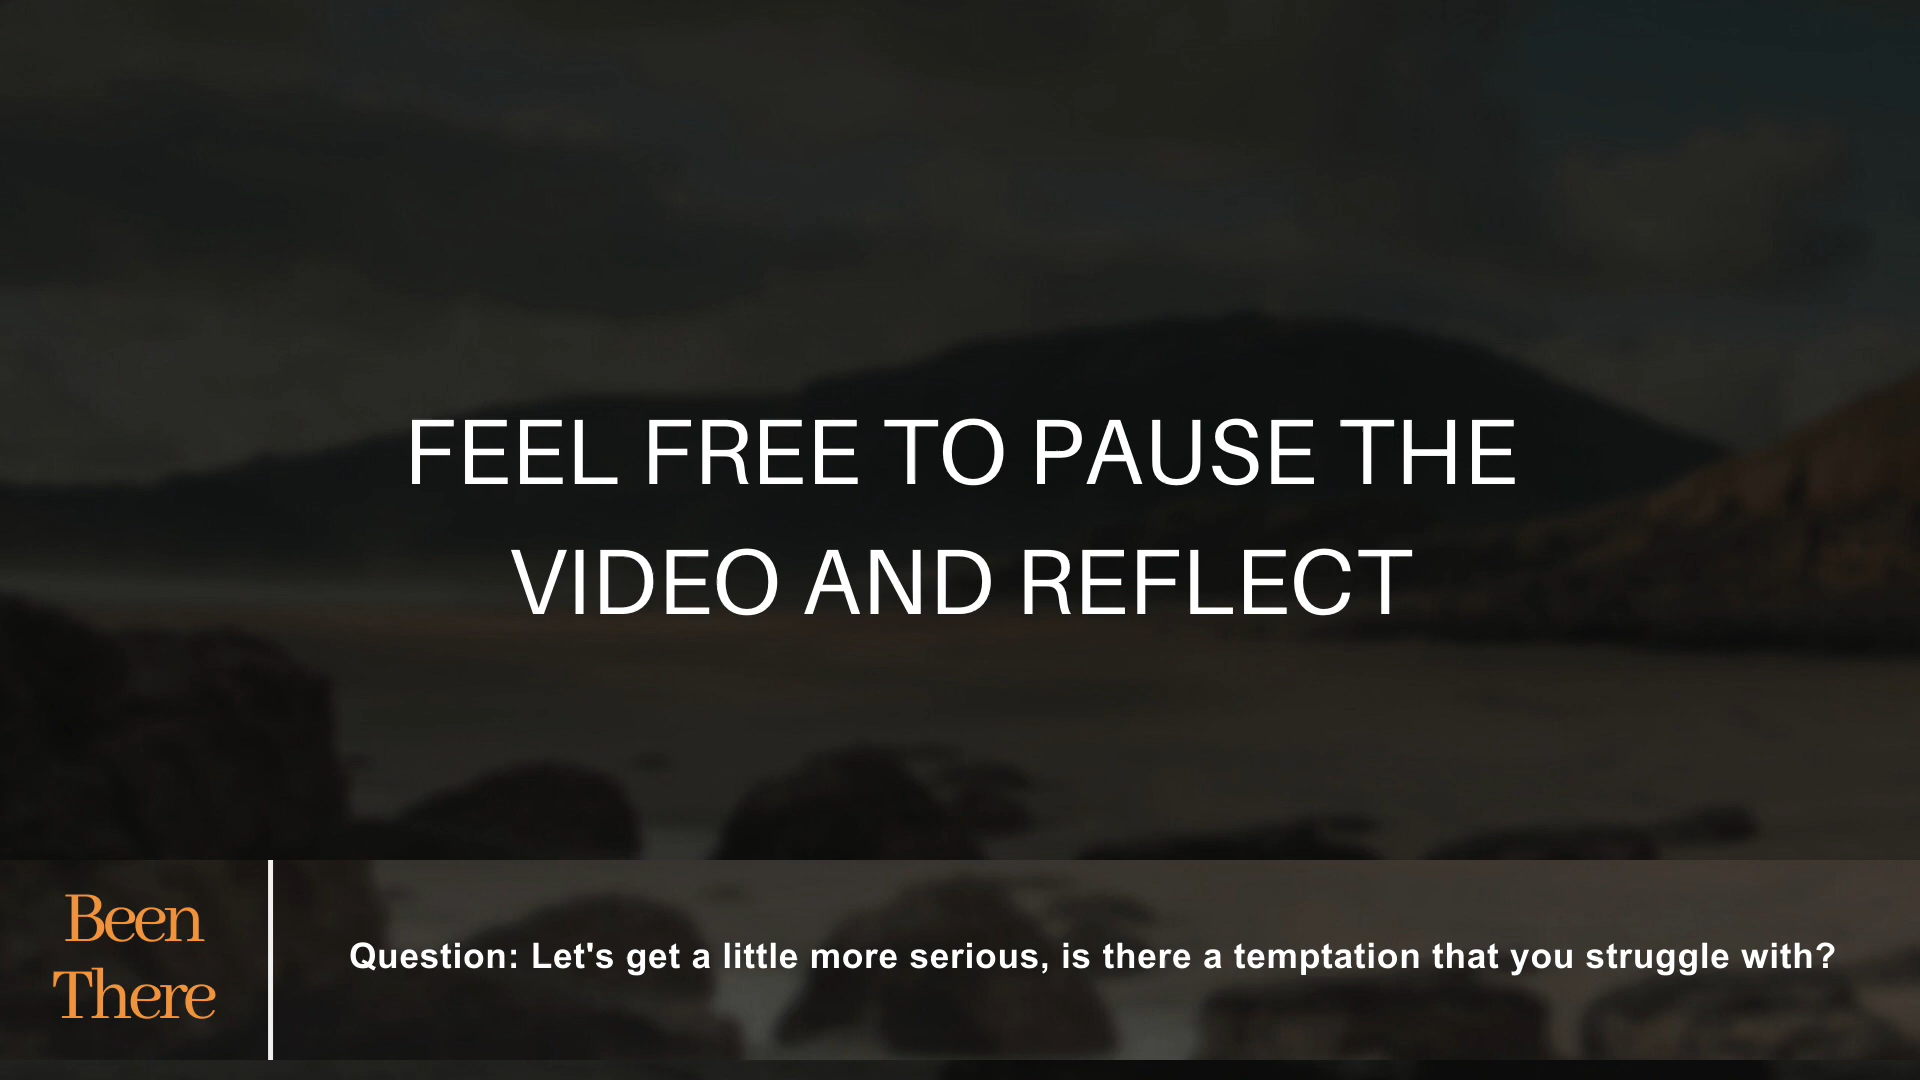 FEEL FREE TO PAUSE THE
VIDEO AND REFLECT
Been
There
Question: Let's get a little more serious, is there a temptation that you struggle with?